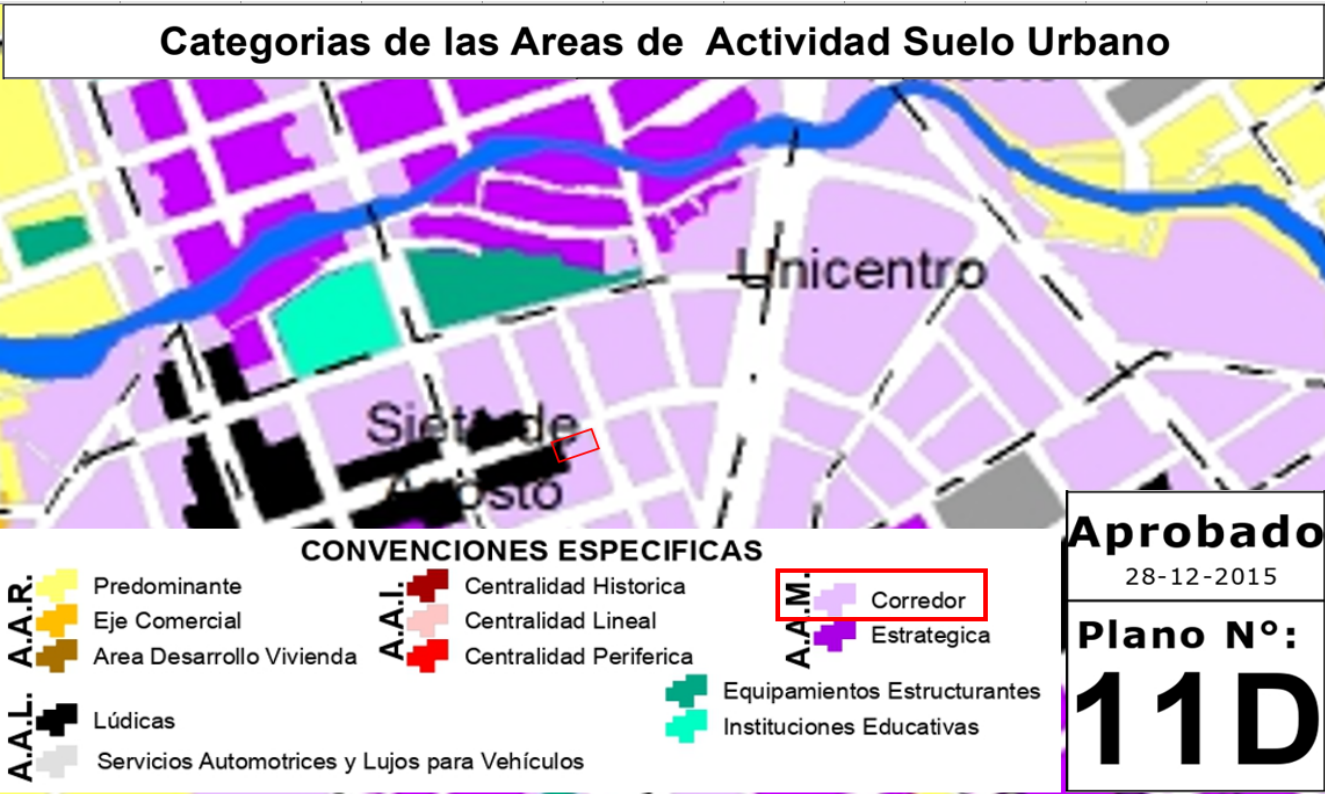 Categorias de las Areas de Actividad Suelo Urbano
Unicentro
Siete de
Agosto
CONVENCIONES ESPECIFICAS
A.A.R.
Predominante
Eje Comercial
Area Desarrollo Vivienda
A.A.I.
Centralidad Historica
Centralidad Lineal
Centralidad Periferica
A.A.M.
Corredor
Estrategica
Equipamientos Estructurantes
Instituciones Educativas
A.A.L.
Lúdicas
Servicios Automotrices y Lujos para Vehículos
Aprobado
28-12-2015
Plano N°:
11D